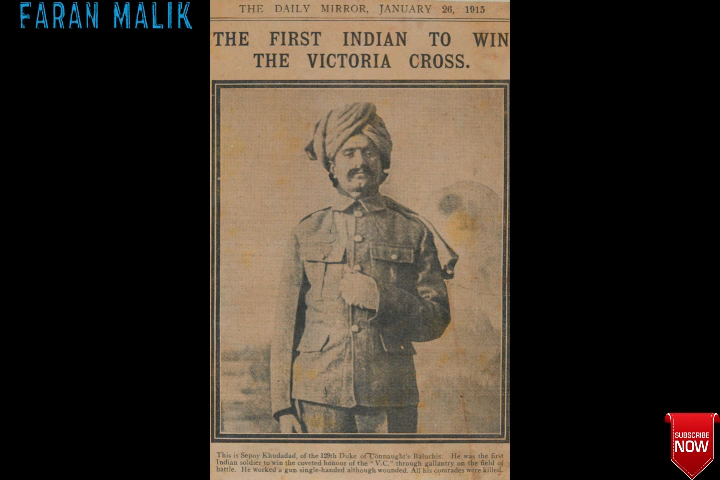 FARAN MALIK
THE DAILY MIRROR, JANUARY 26, 1915
THE FIRST INDIAN TO WIN
THE VICTORIA CROSS.
This is Sepoy Khudadad, of the 129th Duke of Connaught's Baluchis. He was the first
Indian soldier to win the coveted honour of the "V.C." through gallantry on the field of
battle. He worked a gun single-handed although wounded. All his comrades were killed.
SUBSCRIBE
NOW